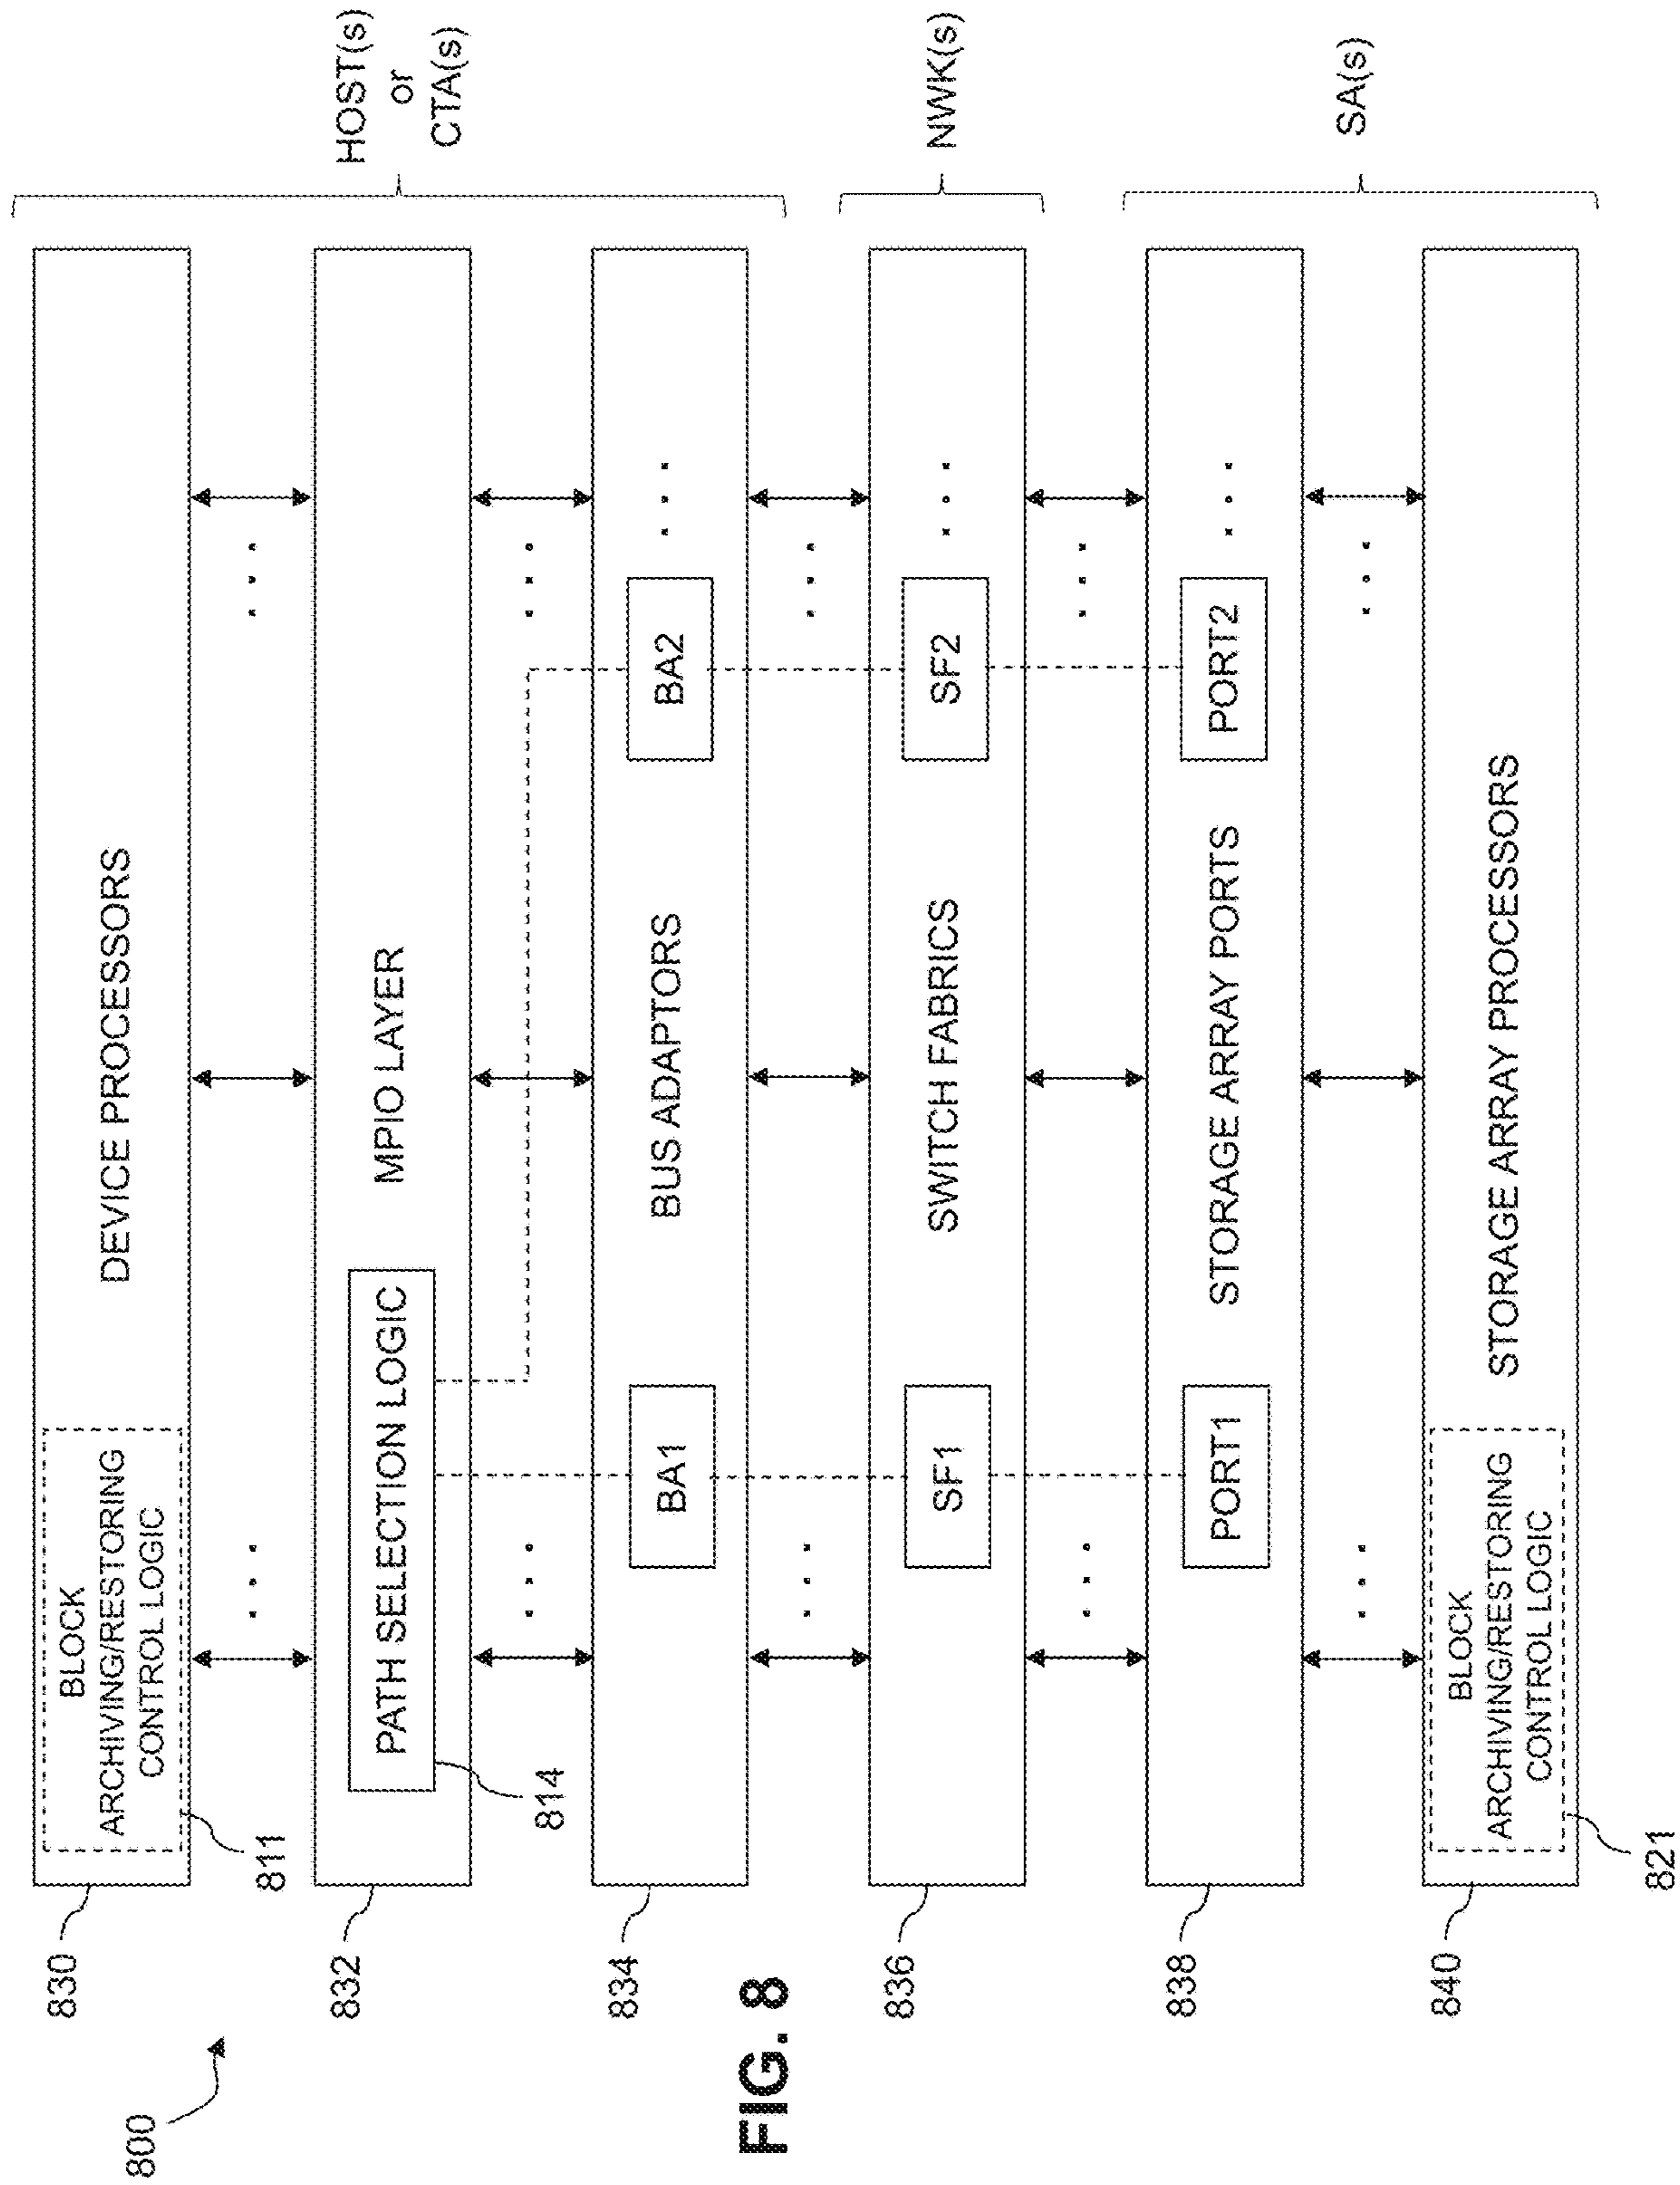 800
830
BLOCK
ARCHIVING/RESTORING
CONTROL LOGIC
811
DEVICE PROCESSORS
832
PATH SELECTION LOGIC
814
MPIO LAYER
HOST(s)
or
CTA(s)
834
BA1
BUS ADAPTORS
BA2
836
SF1
SWITCH FABRICS
SF2
NWK(s)
838
PORT1
STORAGE ARRAY PORTS
PORT2
SA(s)
840
BLOCK
ARCHIVING/RESTORING
CONTROL LOGIC
821
STORAGE ARRAY PROCESSORS
FIG. 8